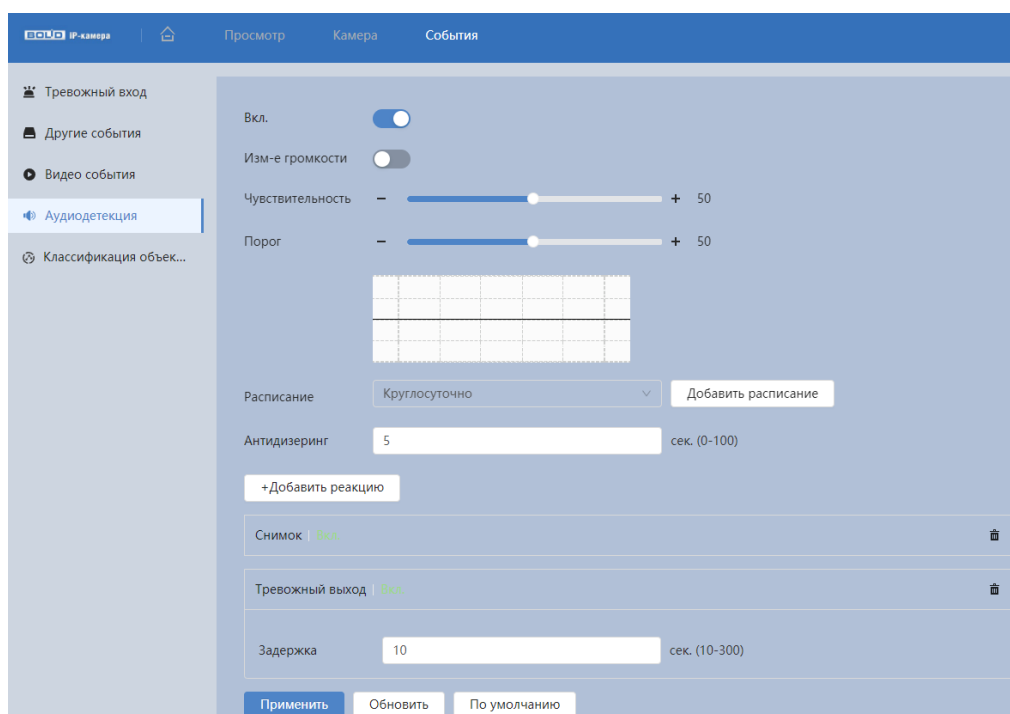 BOLID IP-камера Просмотр Камера События
Тревожный вход
Другие события
Видео события
Аудиодетекция
Классификация объек...
Вкл.
Изм-е громкости
Чувствительность - + 50
Порог - + 50
Расписание Круглосуточно Добавить расписание
Антидизеринг 5 сек. (0-100)
+Добавить реакцию
Снимок | Вкл.
Тревожный выход | Вкл.
Задержка 10 сек. (10-300)
Применить Обновить По умолчанию